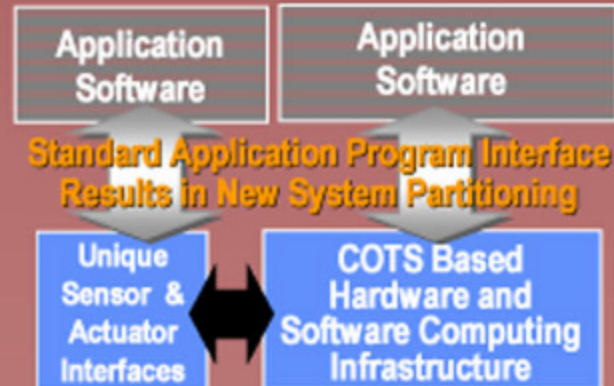 Application
Software
Application
Software
Standard Application Program Interface
Results in New System Partitioning
Unique
Sensor &
Actuator
Interfaces
COTS Based
Hardware and
Software Computing
Infrastructure